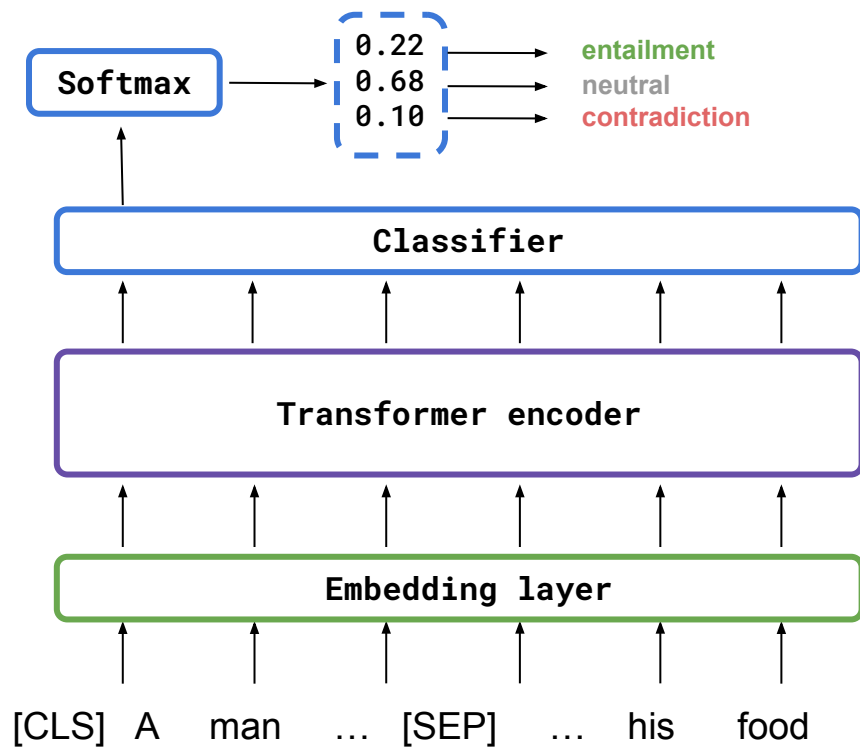 0.22 entailment
Softmax 0.68 neutral
0.10 contradiction
Classifier
Transformer encoder
Embedding layer
[CLS] A man … [SEP] … his food